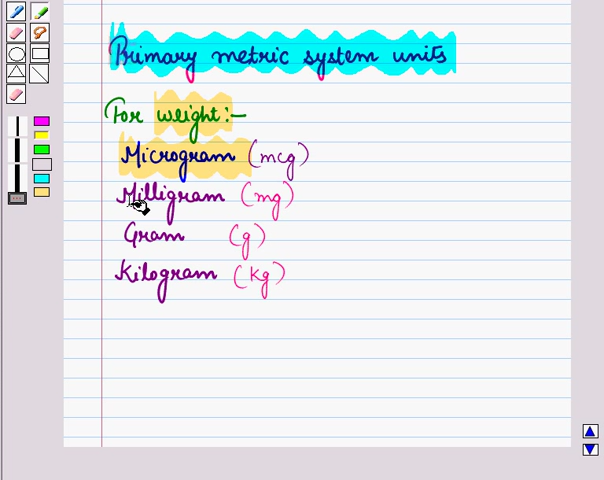 Primary metric system units
For weight:-
Microgram (mcg)
Milligram (mg)
Gram (g)
Kilogram (kg)